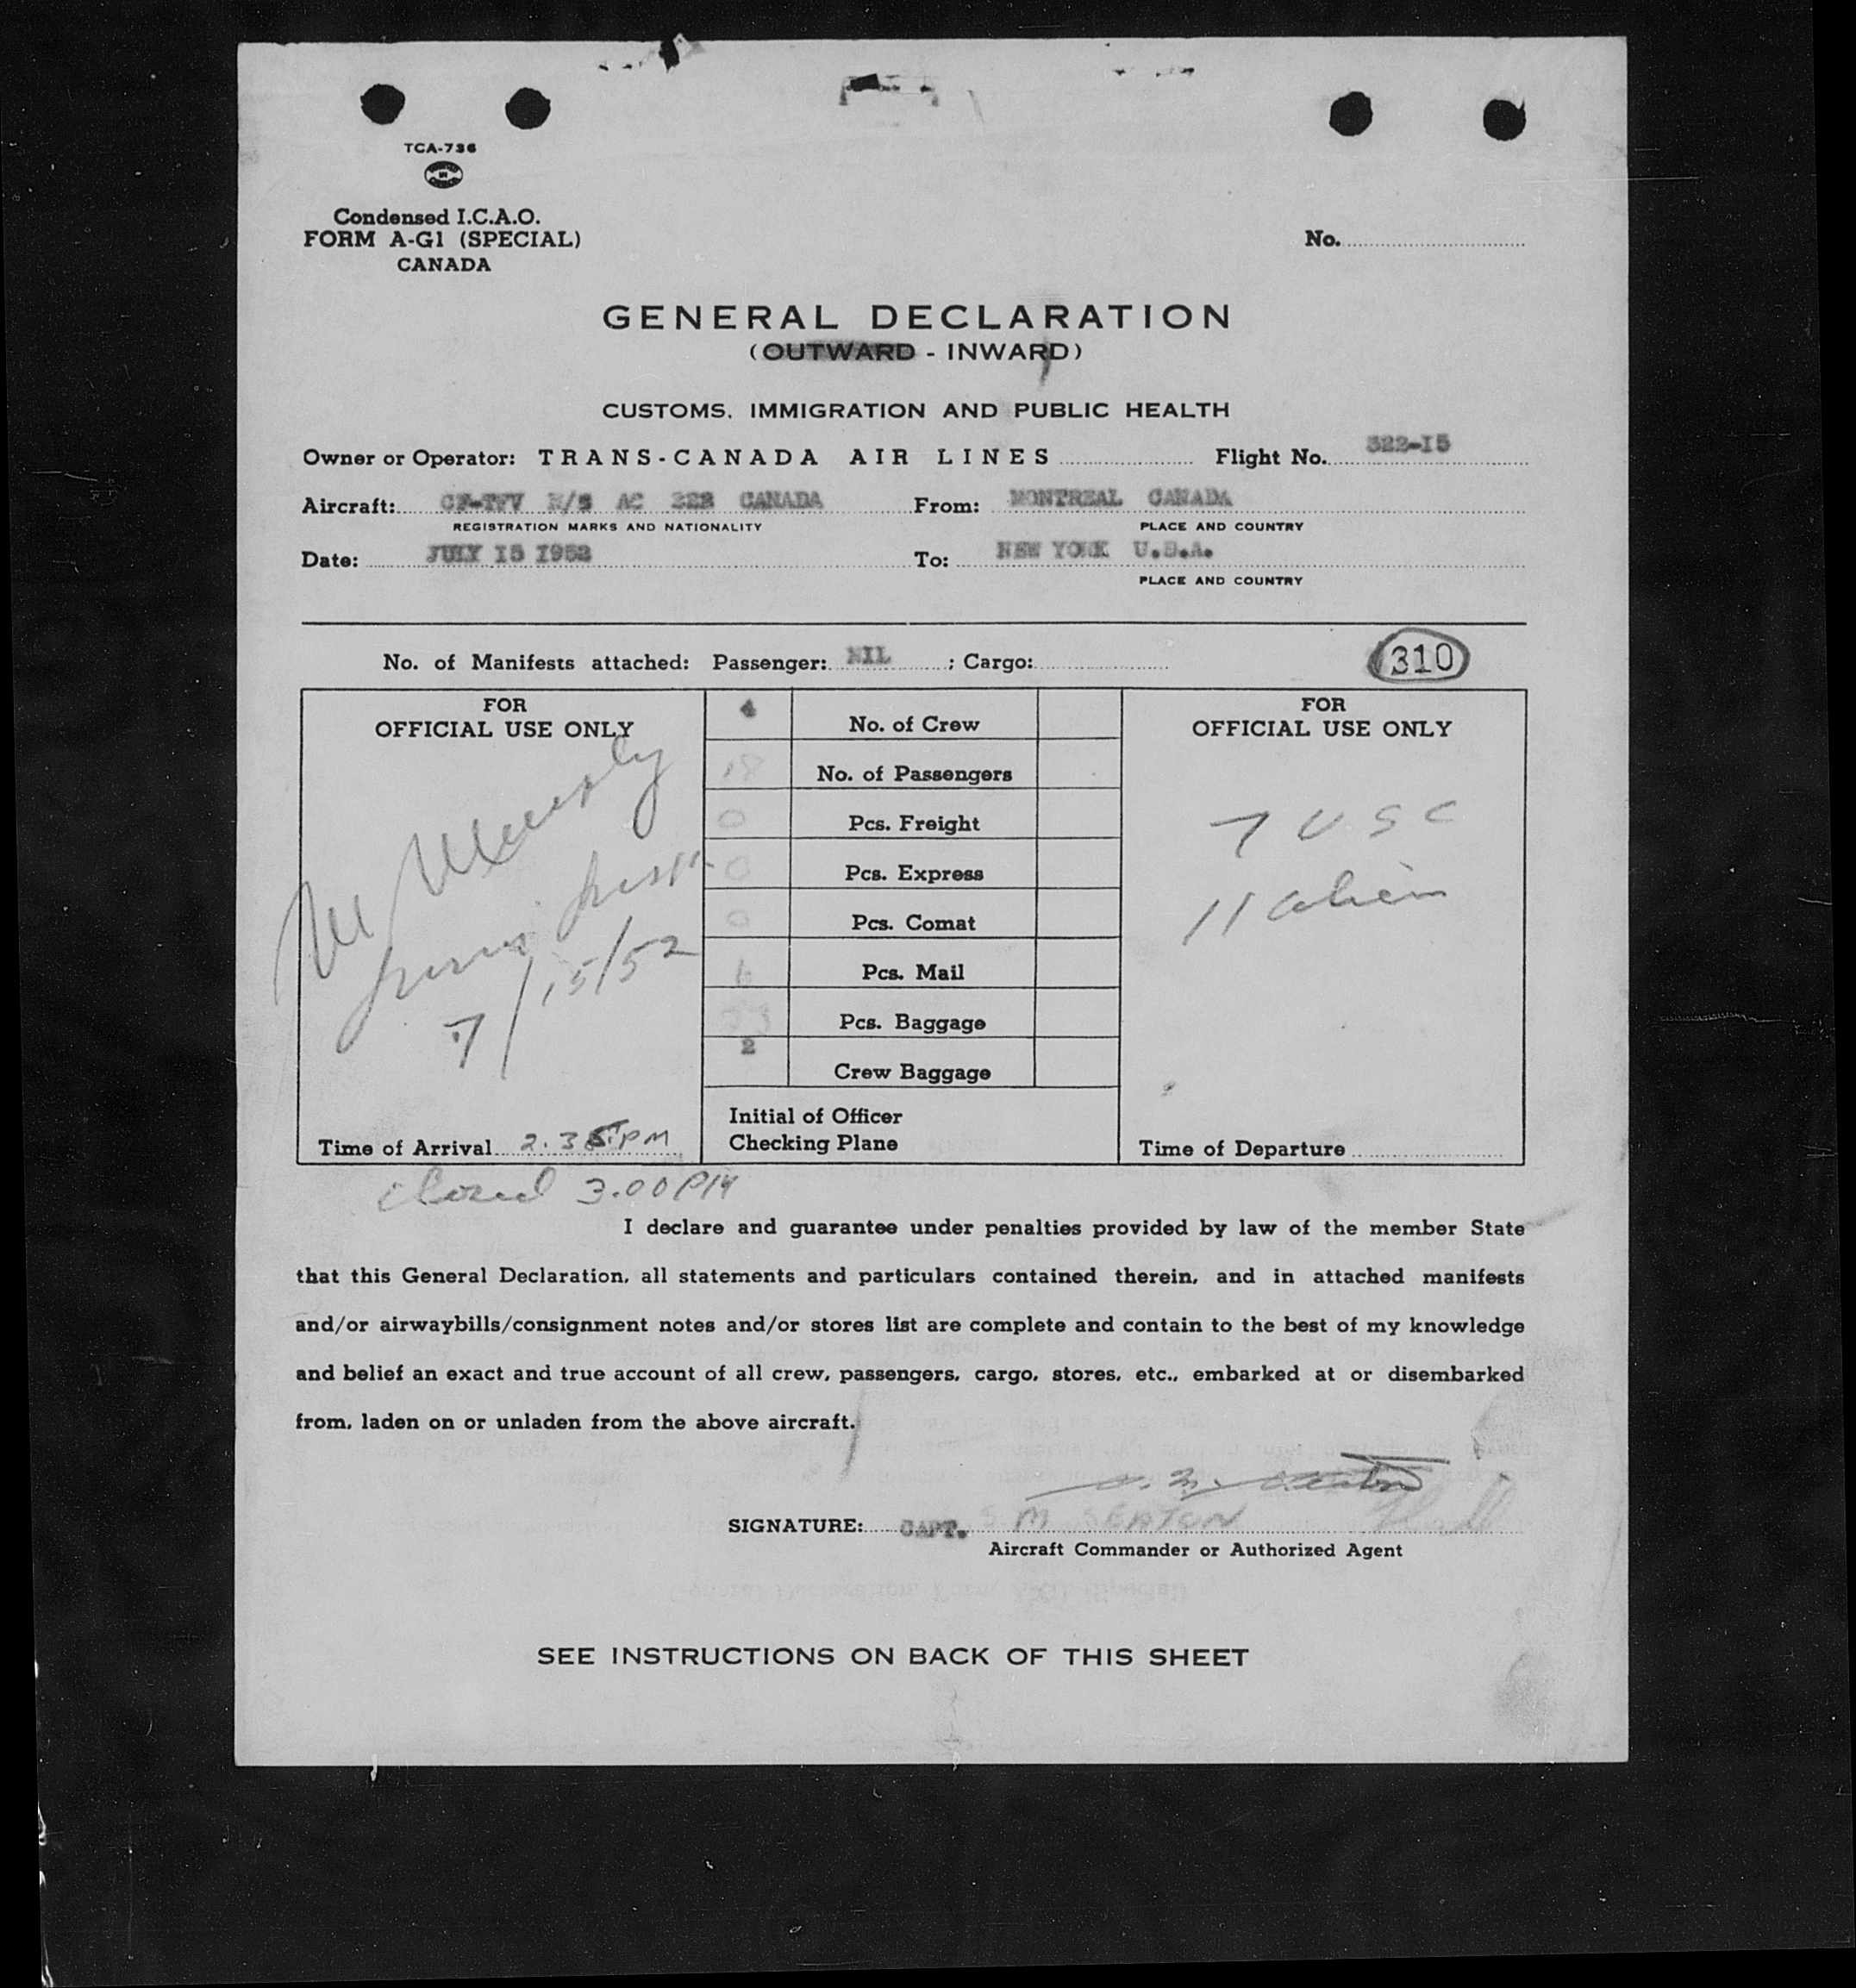 TCA-736
Condensed I.C.A.O.
FORM A-G1 (SPECIAL)
CANADA
No.
GENERAL DECLARATION
(OUTWARD - INWARD)
CUSTOMS, IMMIGRATION AND PUBLIC HEALTH
Owner or Operator: TRANS-CANADA AIR LINES Flight No. 322-15
Aircraft: CF-TFV N/S AC 322 CANADA From: MONTREAL CANADA
REGISTRATION MARKS AND NATIONALITY PLACE AND COUNTRY
Date: JULY 15 1952 To: NEW YORK U.S.A.
PLACE AND COUNTRY
No. of Manifests attached: Passenger: NIL ; Cargo: 310
FOR
OFFICIAL USE ONLY
7/15/52
Time of Arrival 2.35 PM
closed 3.00 PM
4 No. of Crew
18 No. of Passengers
0 Pcs. Freight
0 Pcs. Express
0 Pcs. Comat
Pcs. Mail
Pcs. Baggage
2 Crew Baggage
Initial of Officer
Checking Plane
FOR
OFFICIAL USE ONLY
7 USC
11 alien
Time of Departure
I declare and guarantee under penalties provided by law of the member State
that this General Declaration, all statements and particulars contained therein, and in attached manifests
and/or airwaybills/consignment notes and/or stores list are complete and contain to the best of my knowledge
and belief an exact and true account of all crew, passengers, cargo, stores, etc., embarked at or disembarked
from, laden on or unladen from the above aircraft.
SIGNATURE: CAPT. S M SEATON
Aircraft Commander or Authorized Agent
SEE INSTRUCTIONS ON BACK OF THIS SHEET